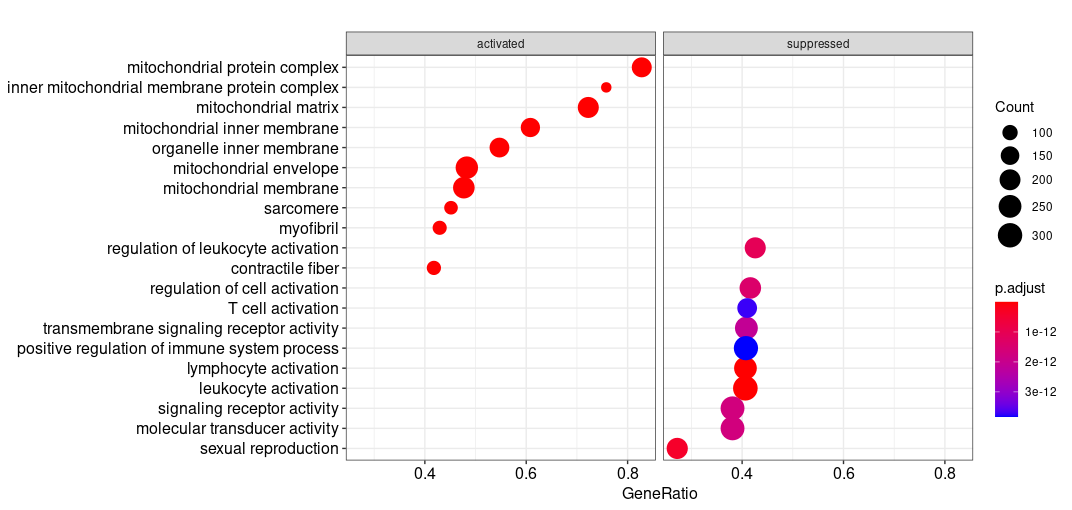 activated
suppressed
mitochondrial protein complex
inner mitochondrial membrane protein complex
mitochondrial matrix
mitochondrial inner membrane
organelle inner membrane
mitochondrial envelope
mitochondrial membrane
sarcomere
myofibril
regulation of leukocyte activation
contractile fiber
regulation of cell activation
T cell activation
transmembrane signaling receptor activity
positive regulation of immune system process
lymphocyte activation
leukocyte activation
signaling receptor activity
molecular transducer activity
sexual reproduction
0.4 0.6 0.8
0.4 0.6 0.8
GeneRatio
Count
100
150
200
250
300
p.adjust
1e-12
2e-12
3e-12